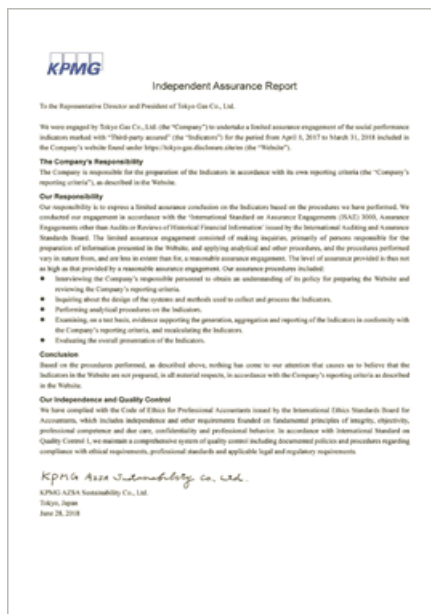 KPMG
Independent Assurance Report
To the Representative Director and President of Tokyo Gas Co., Ltd.
We were engaged by Tokyo Gas Co., Ltd. (the “Company”) to undertake a limited assurance engagement of the social performance
indicators marked with “Third-party assured” (the “Indicators”) for the period from April 1, 2017 to March 31, 2018 included in
the Company's website found under https://tokyo-gas.disclosure.site/en (the “Website”).
The Company's Responsibility
The Company is responsible for the preparation of the Indicators in accordance with its own reporting criteria (the “Company's
reporting criteria”), as described in the Website.
Our Responsibility
Our responsibility is to express a limited assurance conclusion on the Indicators based on the procedures we have performed. We
conducted our engagement in accordance with the ‘International Standard on Assurance Engagements (ISAE) 3000, Assurance
Engagements other than Audits or Reviews of Historical Financial Information’ issued by the International Auditing and Assurance
Standards Board. The limited assurance engagement consisted of making inquiries, primarily of persons responsible for the
preparation of information presented in the Website, and applying analytical and other procedures, and the procedures performed
vary in nature from, and are less in extent than for, a reasonable assurance engagement. The level of assurance provided is thus not
as high as that provided by a reasonable assurance engagement. Our assurance procedures included:
● Interviewing the Company's responsible personnel to obtain an understanding of its policy for preparing the Website and
reviewing the Company's reporting criteria.
● Inquiring about the design of the systems and methods used to collect and process the Indicators.
● Performing analytical procedures on the Indicators.
● Examining, on a test basis, evidence supporting the generation, aggregation and reporting of the Indicators in conformity with
the Company's reporting criteria, and recalculating the Indicators.
● Evaluating the overall presentation of the Indicators.
Conclusion
Based on the procedures performed, as described above, nothing has come to our attention that causes us to believe that the
Indicators in the Website are not prepared, in all material respects, in accordance with the Company's reporting criteria as described
in the Website.
Our Independence and Quality Control
We have complied with the Code of Ethics for Professional Accountants issued by the International Ethics Standards Board for
Accountants, which includes independence and other requirements founded on fundamental principles of integrity, objectivity,
professional competence and due care, confidentiality and professional behavior. In accordance with International Standard on
Quality Control 1, we maintain a comprehensive system of quality control including documented policies and procedures regarding
compliance with ethical requirements, professional standards and applicable legal and regulatory requirements.
KPMG AZSA Sustainability Co., Ltd.
KPMG AZSA Sustainability Co., Ltd.
Tokyo, Japan
June 28, 2018